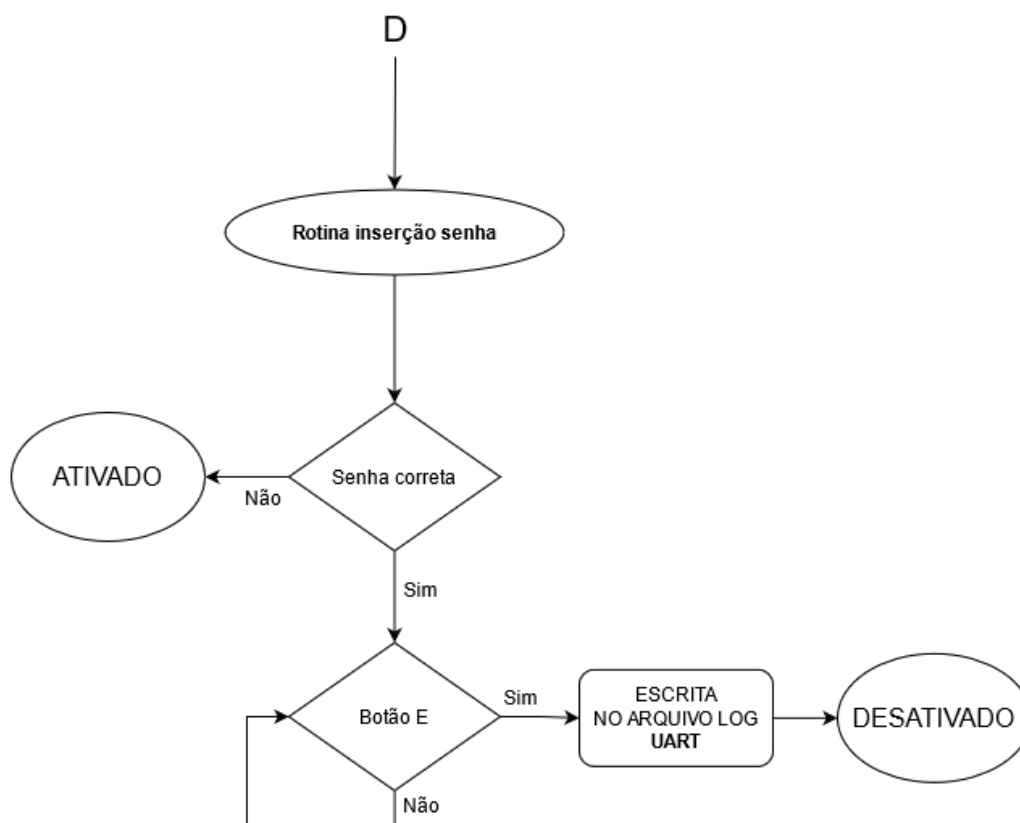 D
Rotina inserção senha
ATIVADO
Não
Senha correta
Sim
Botão E
Sim
ESCRITA
NO ARQUIVO LOG
UART
DESATIVADO
Não